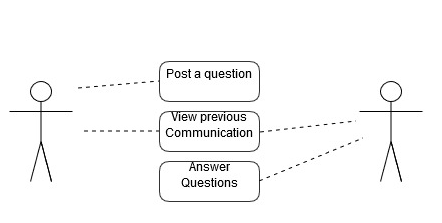 Post a question
View previous
Communication
Answer
Questions